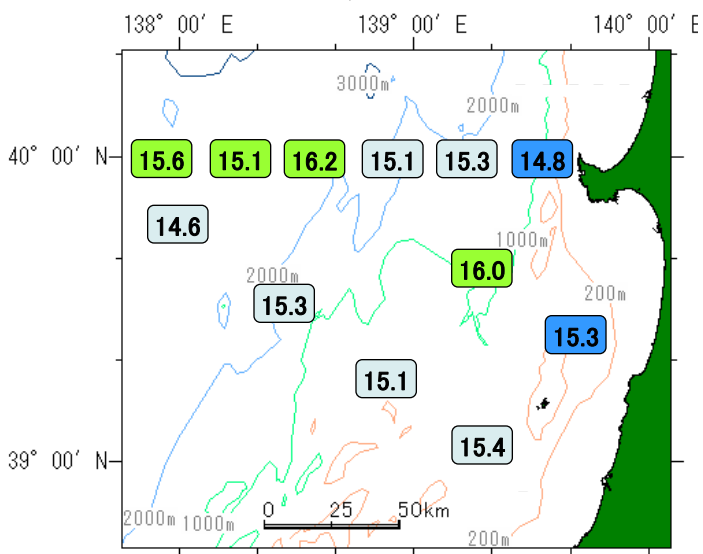 138° 00′ E
139° 00′ E
140° 00′ E
3000m
2000m
40° 00′ N
15.6
15.1
16.2
15.1
15.3
14.8
14.6
1000m
16.0
2000m
200m
15.3
15.3
15.1
15.4
39° 00′ N
0
25
50km
2000m
1000m
200m